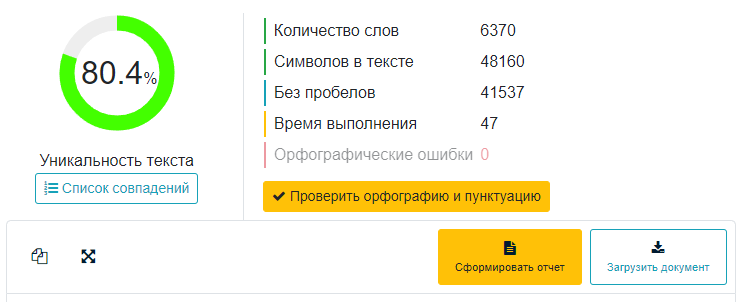 80.4%
Уникальность текста
Список совпадений
Количество слов 6370
Символов в тексте 48160
Без пробелов 41537
Время выполнения 47
Орфографические ошибки 0
Проверить орфографию и пунктуацию
Сформировать отчет
Загрузить документ